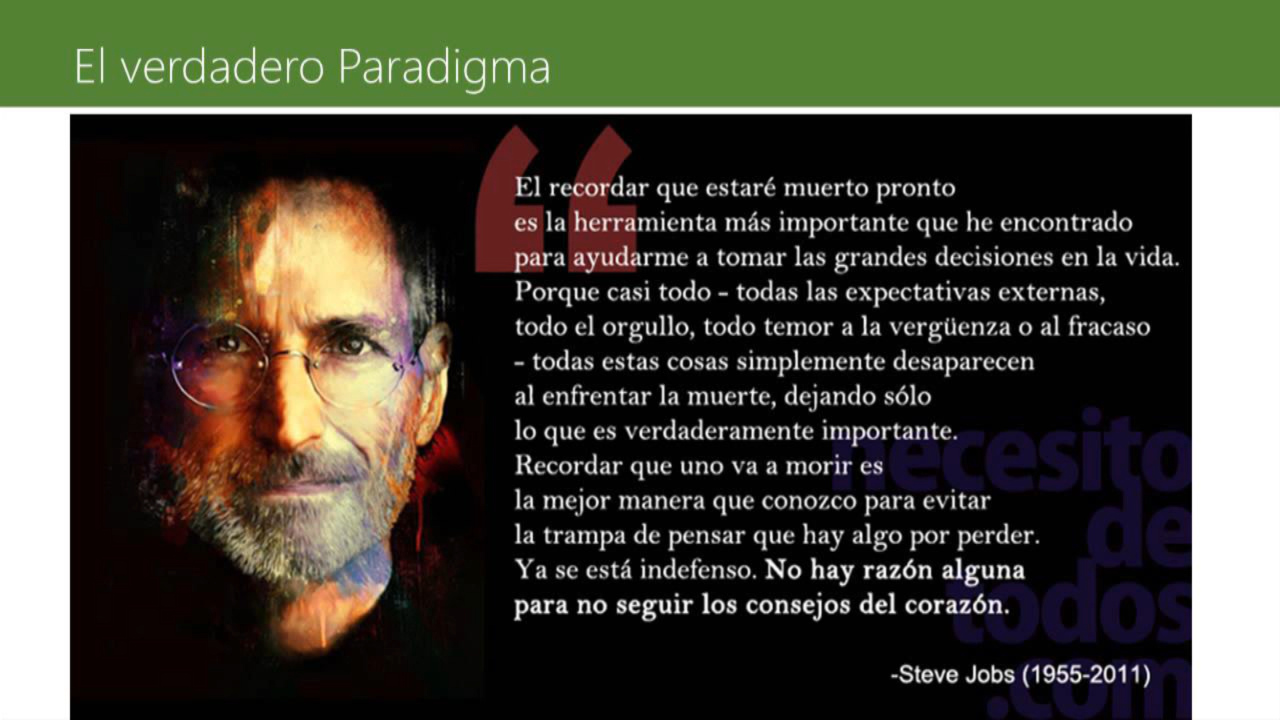 El verdadero Paradigma
El recordar que estaré muerto pronto
es la herramienta más importante que he encontrado
para ayudarme a tomar las grandes decisiones en la vida.
Porque casi todo - todas las expectativas externas,
todo el orgullo, todo temor a la vergüenza o al fracaso
- todas estas cosas simplemente desaparecen
al enfrentar la muerte, dejando sólo
lo que es verdaderamente importante.
Recordar que uno va a morir es
la mejor manera que conozco para evitar
la trampa de pensar que hay algo por perder.
Ya se está indefenso. No hay razón alguna
para no seguir los consejos del corazón.
-Steve Jobs (1955-2011)
necesito
de
todos
.com